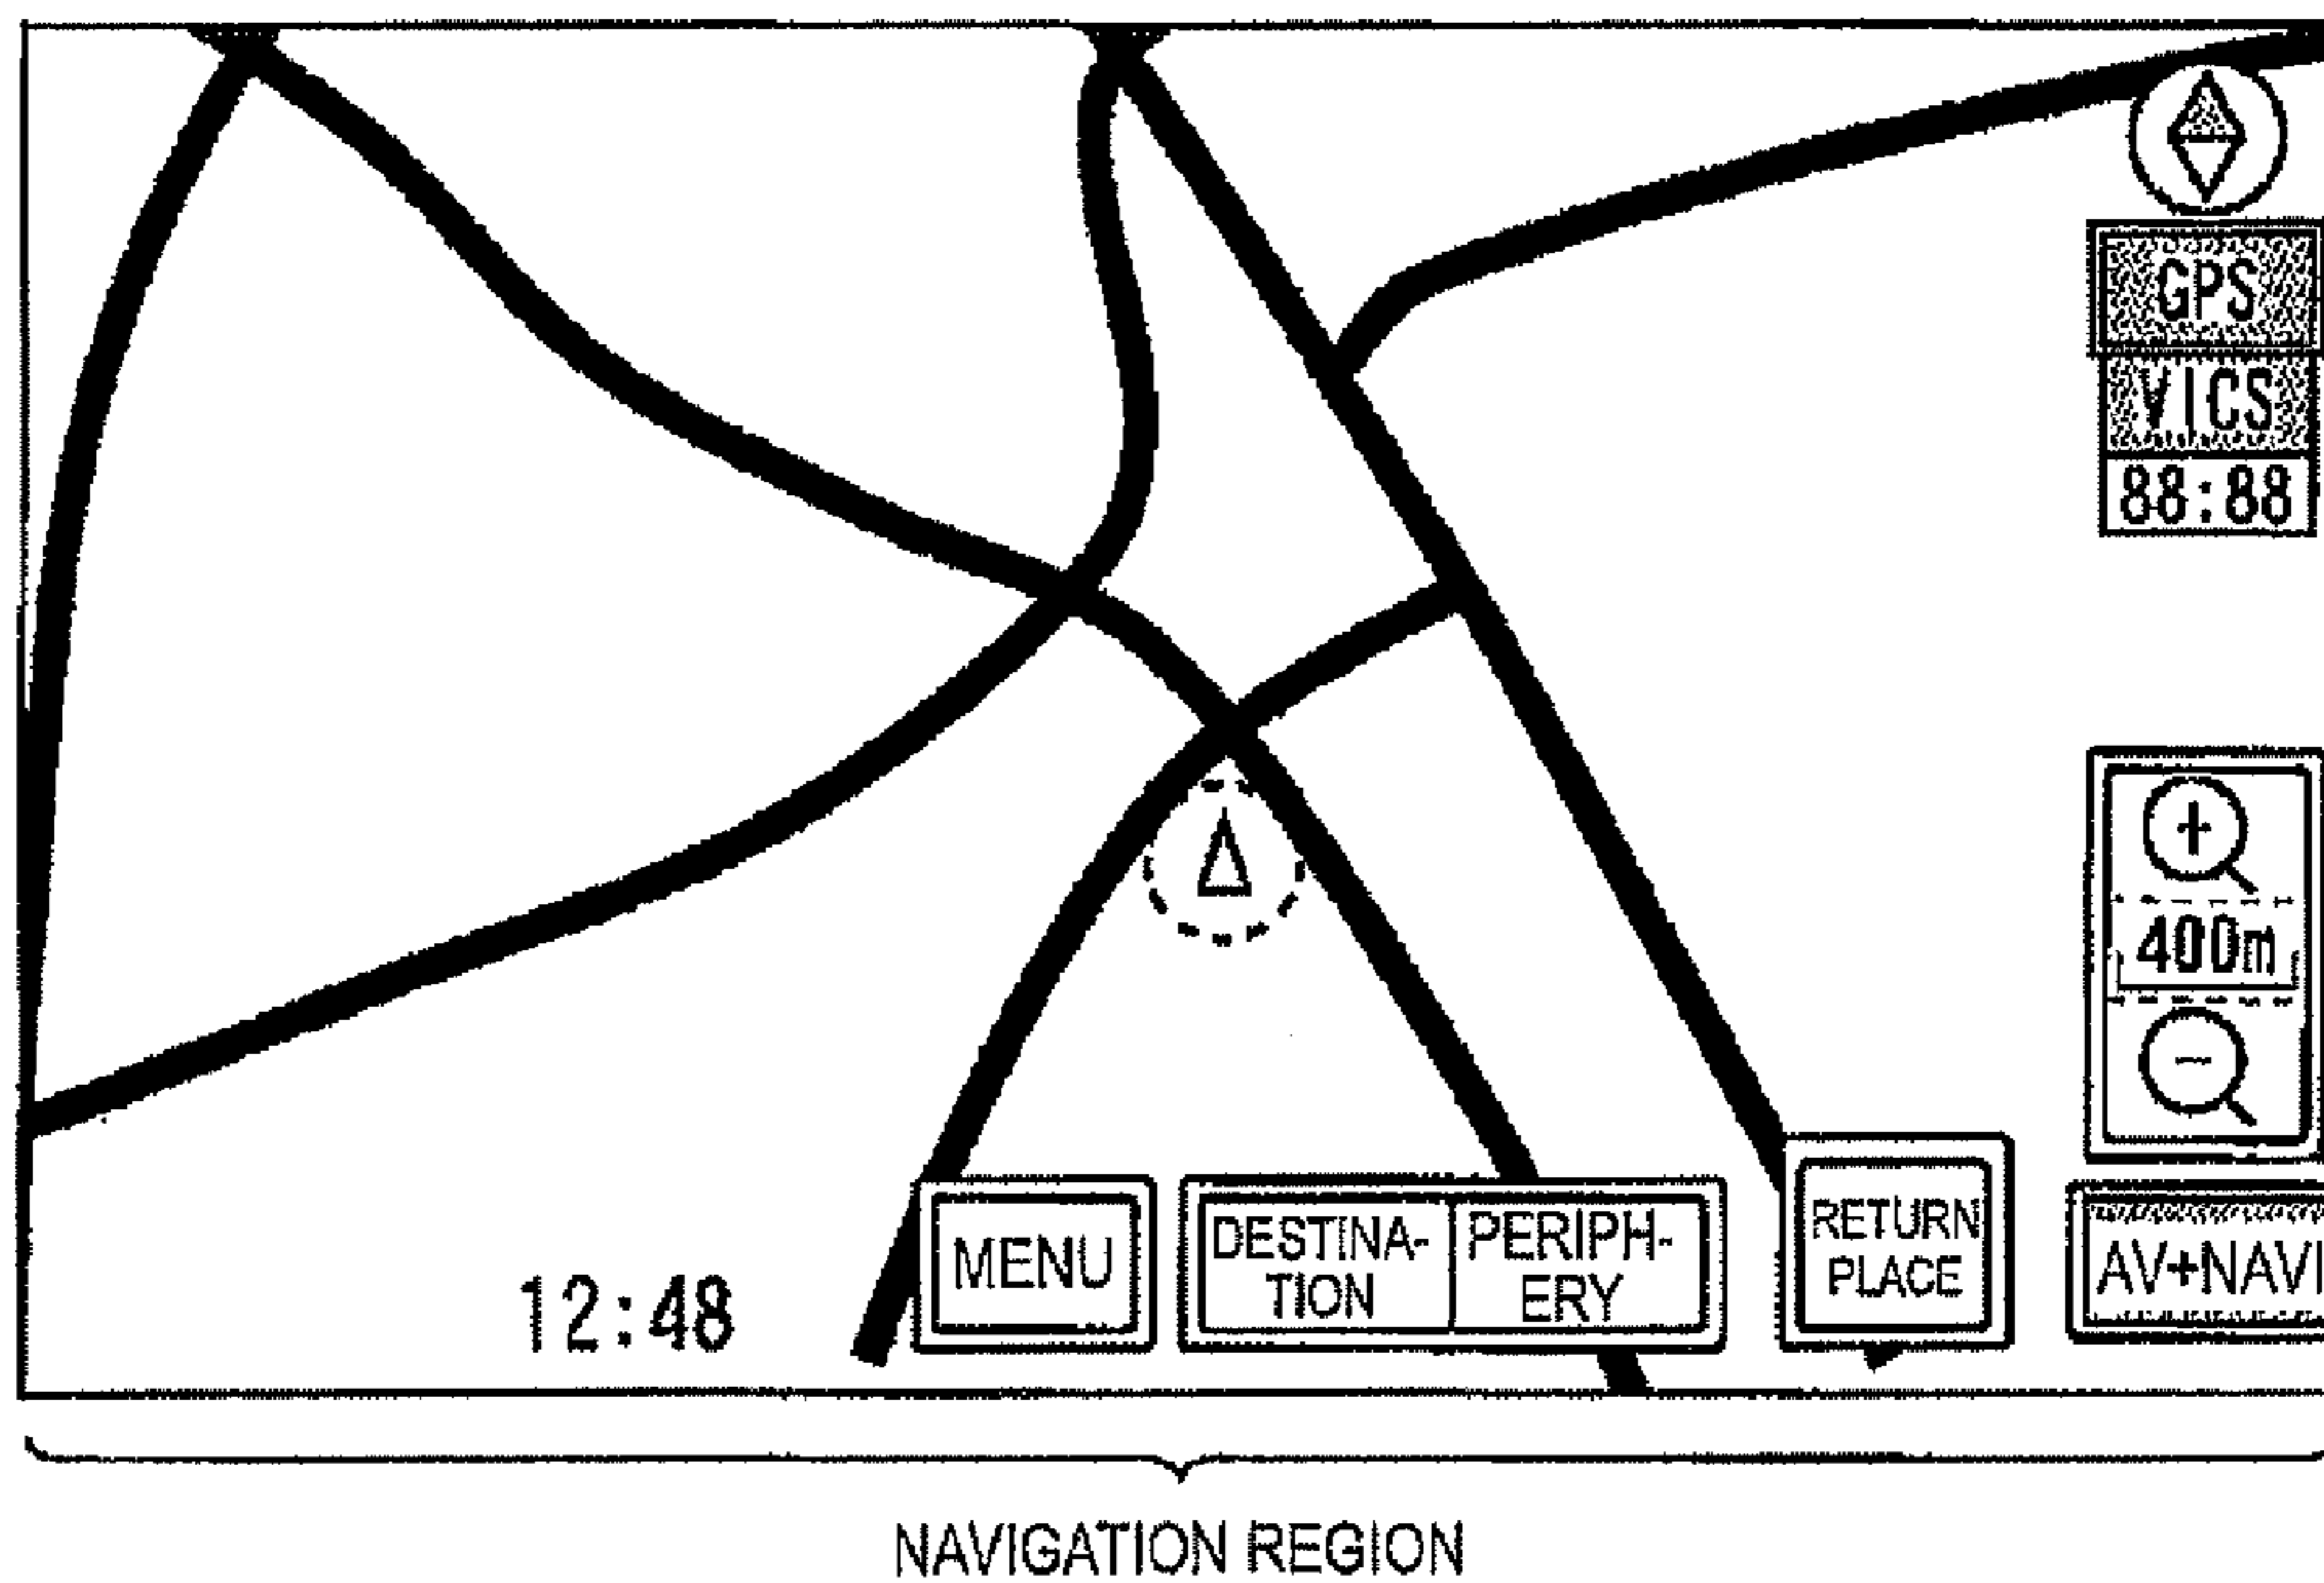 GPS
VICS
88:88
+
400m
-
MENU
DESTINA-
TION
PERIPH-
ERY
RETURN
PLACE
AV+NAVI
12:48
NAVIGATION REGION